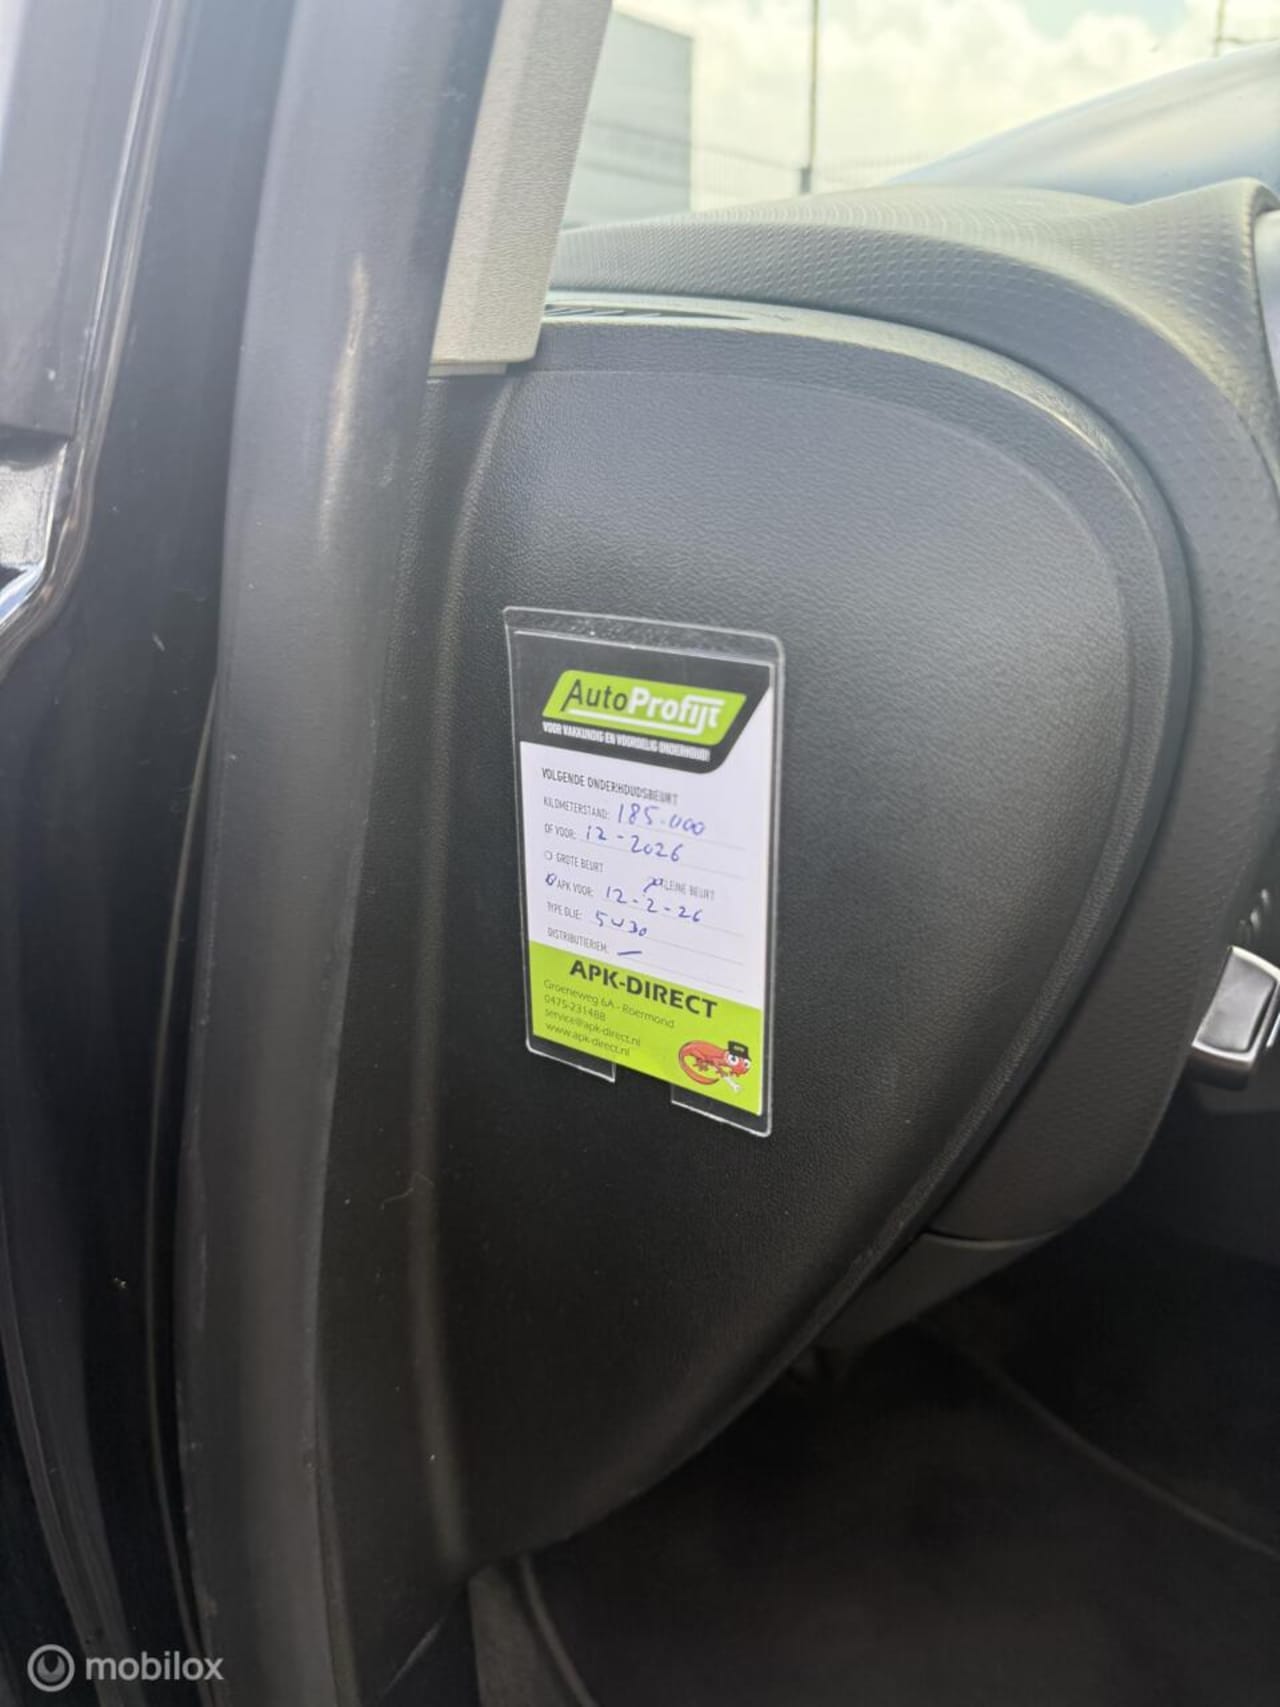 AutoProfijt
VOOR VAKKUNDIG EN VOORDELIG ONDERHOUD!
VOLGENDE ONDERHOUDSBEURT
KILOMETERSTAND: 185.000
OF VOOR: 12-2026
GROTE BEURT KLEINE BEURT
APK VOOR: 12-2-26
TYPE OLIE: 5W30
DISTRIBUTIERIEM: —
APK-DIRECT
Groeneweg 6A - Roermond
0475-231488
service@apk-direct.nl
www.apk-direct.nl
mobilox